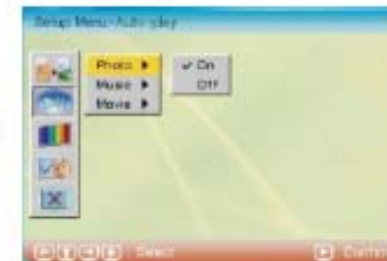 Setup Menu-Auto-play
Photo
Music
Movie
On
Off
: Select
: Confirm